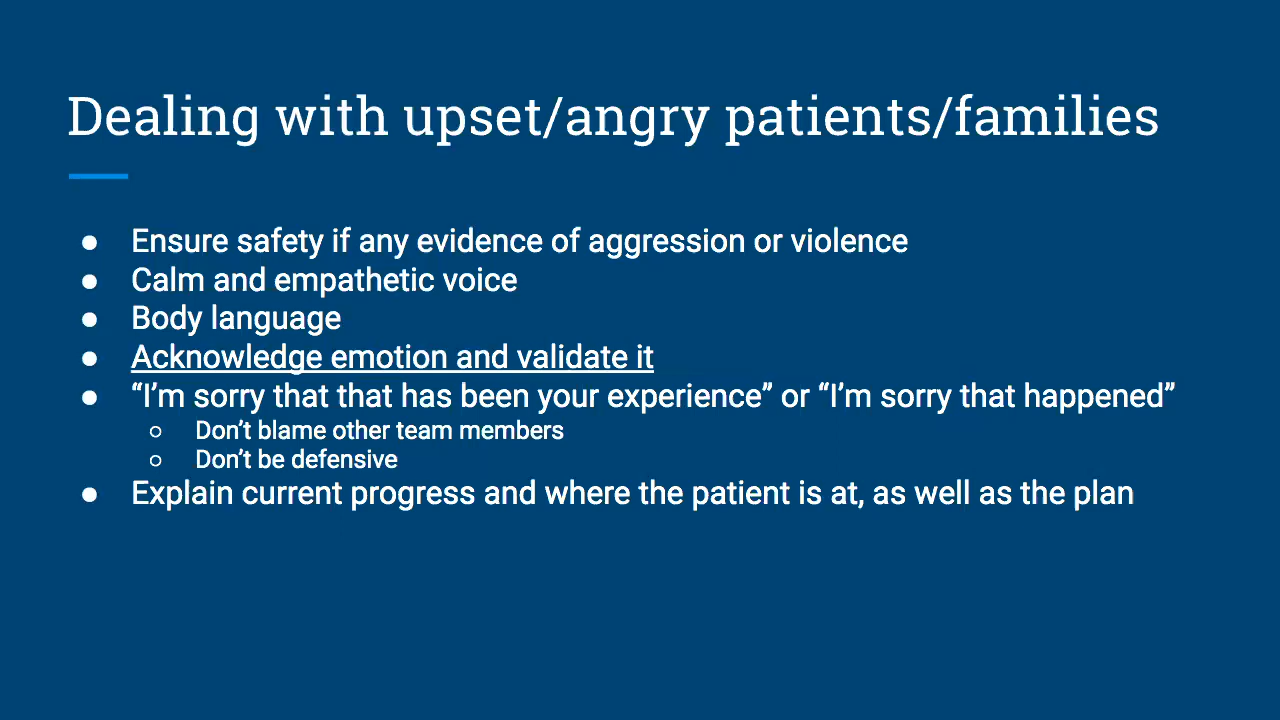 Dealing with upset/angry patients/families
● Ensure safety if any evidence of aggression or violence
● Calm and empathetic voice
● Body language
● Acknowledge emotion and validate it
● “I’m sorry that that has been your experience” or “I’m sorry that happened”
○ Don’t blame other team members
○ Don’t be defensive
● Explain current progress and where the patient is at, as well as the plan